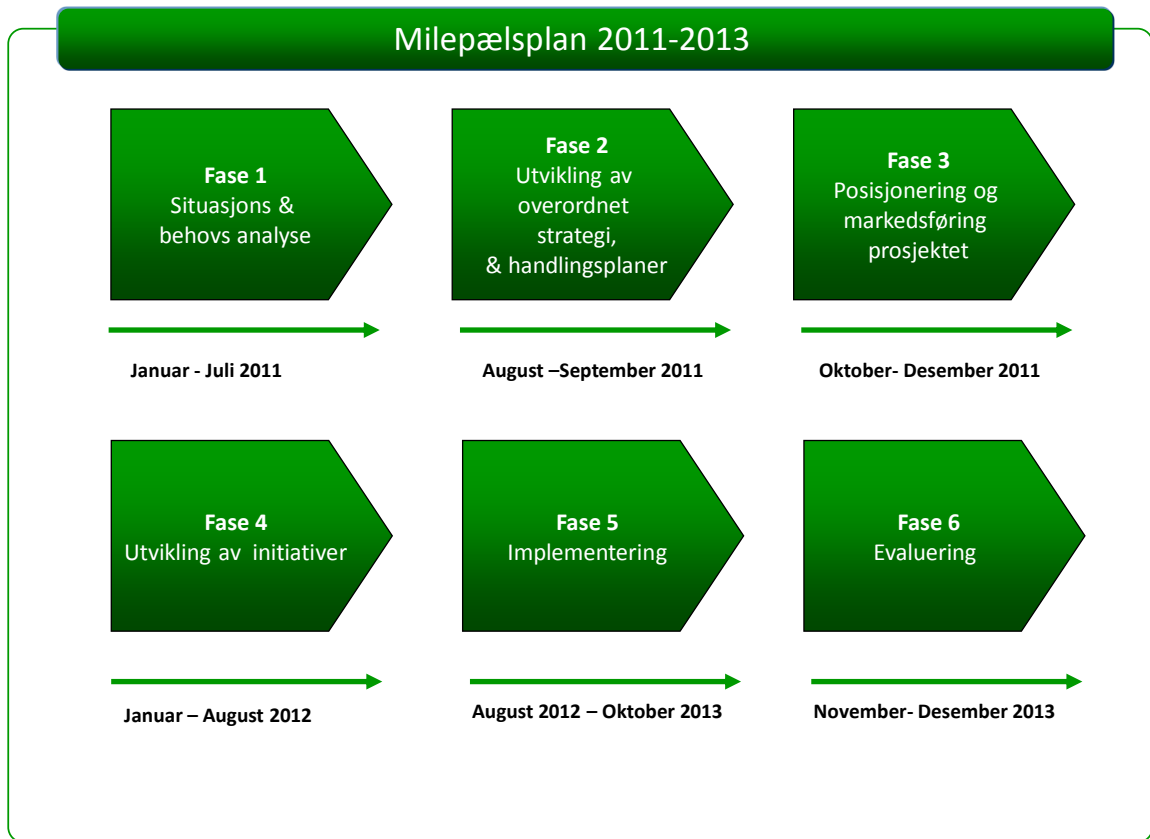 Milepælsplan 2011-2013
Fase 1
Situasjons &
behovs analyse
Fase 2
Utvikling av
overordnet
strategi,
& handlingsplaner
Fase 3
Posisjonering og
markedsføring
prosjektet
Januar - Juli 2011
August –September 2011
Oktober- Desember 2011
Fase 4
Utvikling av  initiativer
Fase 5
Implementering
Fase 6
Evaluering
Januar – August 2012
August 2012 – Oktober 2013
November- Desember 2013